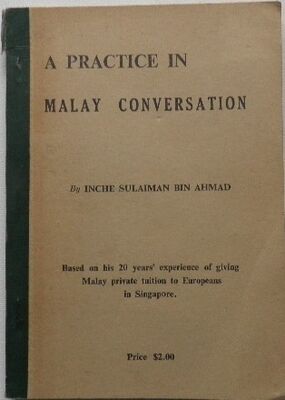 A PRACTICE IN
MALAY CONVERSATION
By INCHE SULAIMAN BIN AHMAD
Based on his 20 years' experience of giving
Malay private tuition to Europeans
in Singapore.
Price $2.00